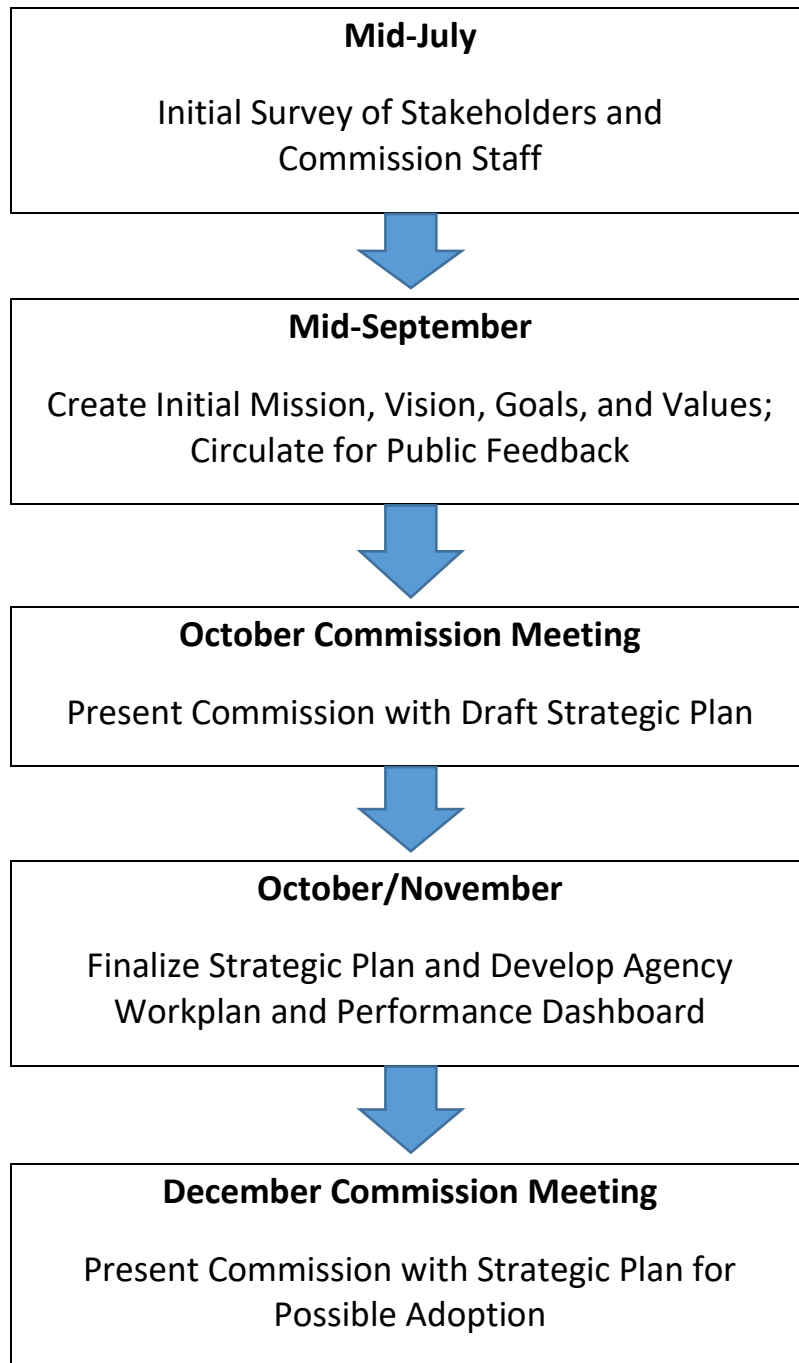 Mid-July
Initial Survey of Stakeholders and
Commission Staff
Mid-September
Create Initial Mission, Vision, Goals, and Values;
Circulate for Public Feedback
October Commission Meeting
Present Commission with Draft Strategic Plan
October/November
Finalize Strategic Plan and Develop Agency
Workplan and Performance Dashboard
December Commission Meeting
Present Commission with Strategic Plan for
Possible Adoption